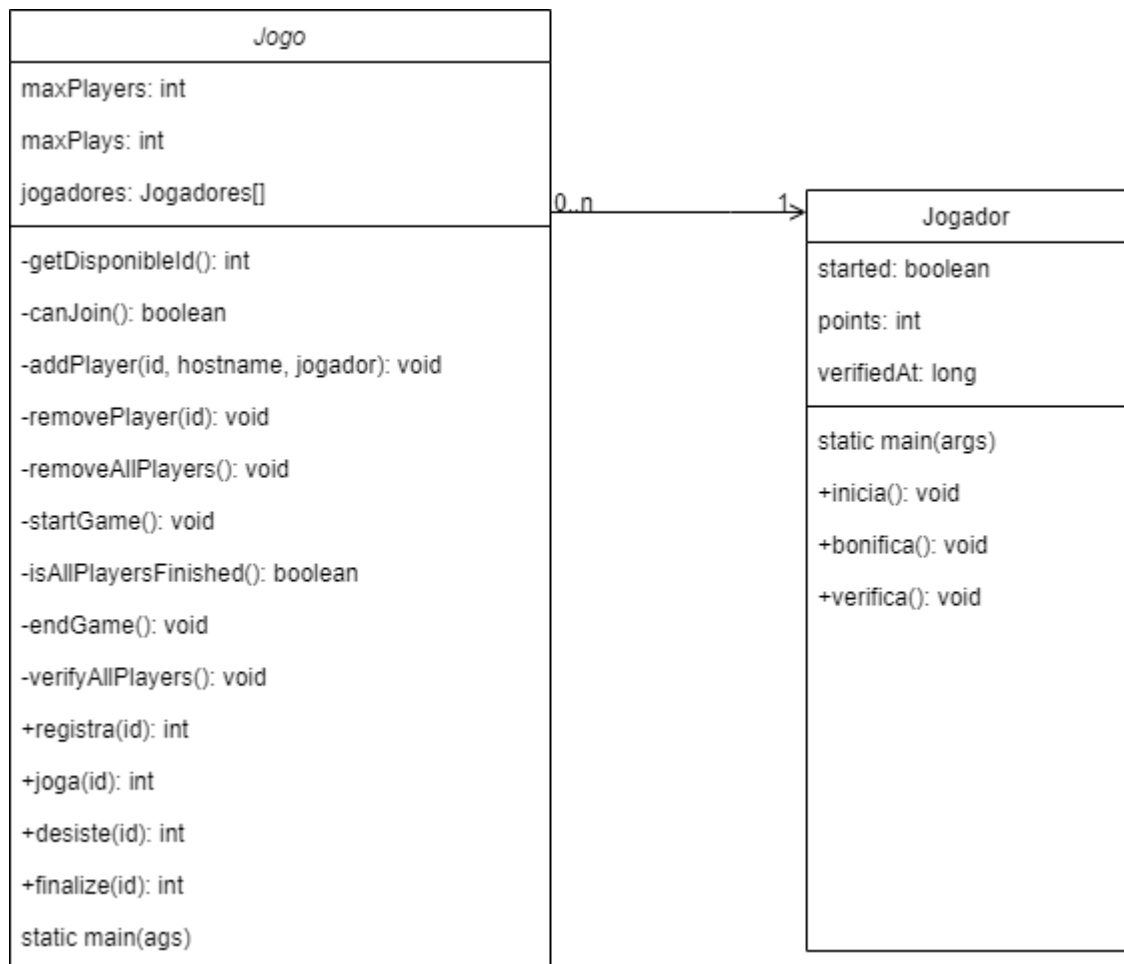 Jogo
maxPlayers: int
maxPlays: int
jogadores: Jogadores[]
-getDisponibleId(): int
-canJoin(): boolean
-addPlayer(id, hostname, jogador): void
-removePlayer(id): void
-removeAllPlayers(): void
-startGame(): void
-isAllPlayersFinished(): boolean
-endGame(): void
-verifyAllPlayers(): void
+registra(id): int
+joga(id): int
+desiste(id): int
+finalize(id): int
static main(ags)
0..n
1
Jogador
started: boolean
points: int
verifiedAt: long
static main(args)
+inicia(): void
+bonifica(): void
+verifica(): void